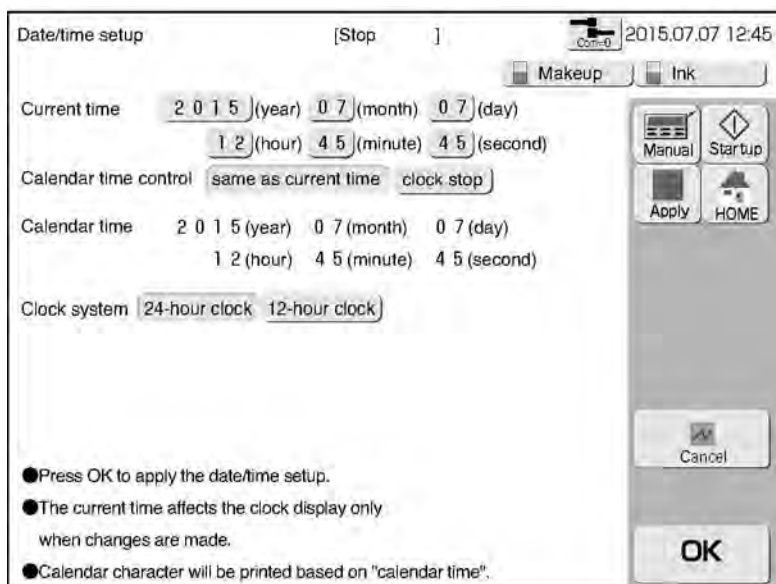 Date/time setup [Stop ] Com=0 2015.07.07 12:45
Makeup Ink
Current time 2 0 1 5 (year) 0 7 (month) 0 7 (day)
1 2 (hour) 4 5 (minute) 4 5 (second)
Manual Startup
Calendar time control same as current time clock stop
Apply HOME
Calendar time 2 0 1 5 (year) 0 7 (month) 0 7 (day)
1 2 (hour) 4 5 (minute) 4 5 (second)
Clock system 24-hour clock 12-hour clock
Cancel
●Press OK to apply the date/time setup.
●The current time affects the clock display only
when changes are made.
OK
●Calendar character will be printed based on "calendar time".